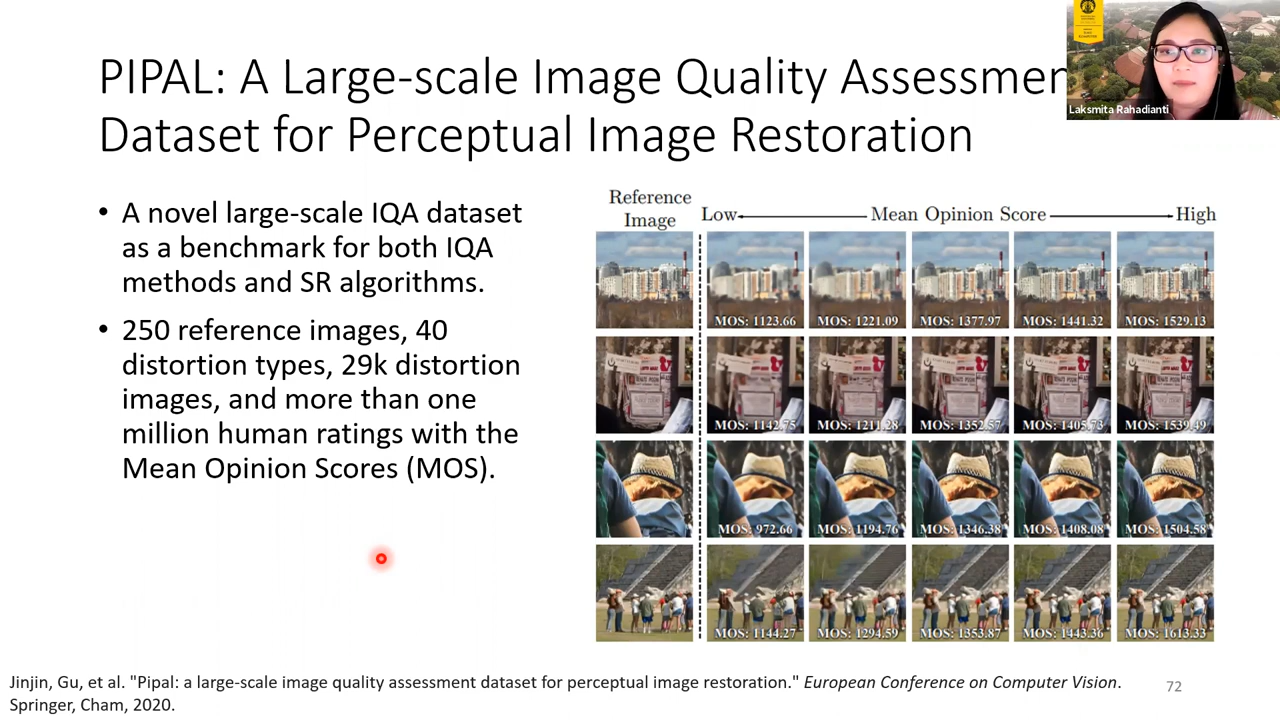 PIPAL: A Large-scale Image Quality Assessmen
Dataset for Perceptual Image Restoration
Laksmita Rahadianti
• A novel large-scale IQA dataset
as a benchmark for both IQA
methods and SR algorithms.
• 250 reference images, 40
distortion types, 29k distortion
images, and more than one
million human ratings with the
Mean Opinion Scores (MOS).
Reference
Image
Low Mean Opinion Score High
MOS: 1123.66 MOS: 1221.09 MOS: 1377.97 MOS: 1441.32 MOS: 1529.13
MOS: 1142.75 MOS: 1211.28 MOS: 1352.57 MOS: 1405.73 MOS: 1539.49
MOS: 972.66 MOS: 1194.76 MOS: 1346.38 MOS: 1408.08 MOS: 1504.58
MOS: 1144.27 MOS: 1294.59 MOS: 1353.87 MOS: 1443.36 MOS: 1613.33
Jinjin, Gu, et al. "Pipal: a large-scale image quality assessment dataset for perceptual image restoration." European Conference on Computer Vision.
Springer, Cham, 2020.
72